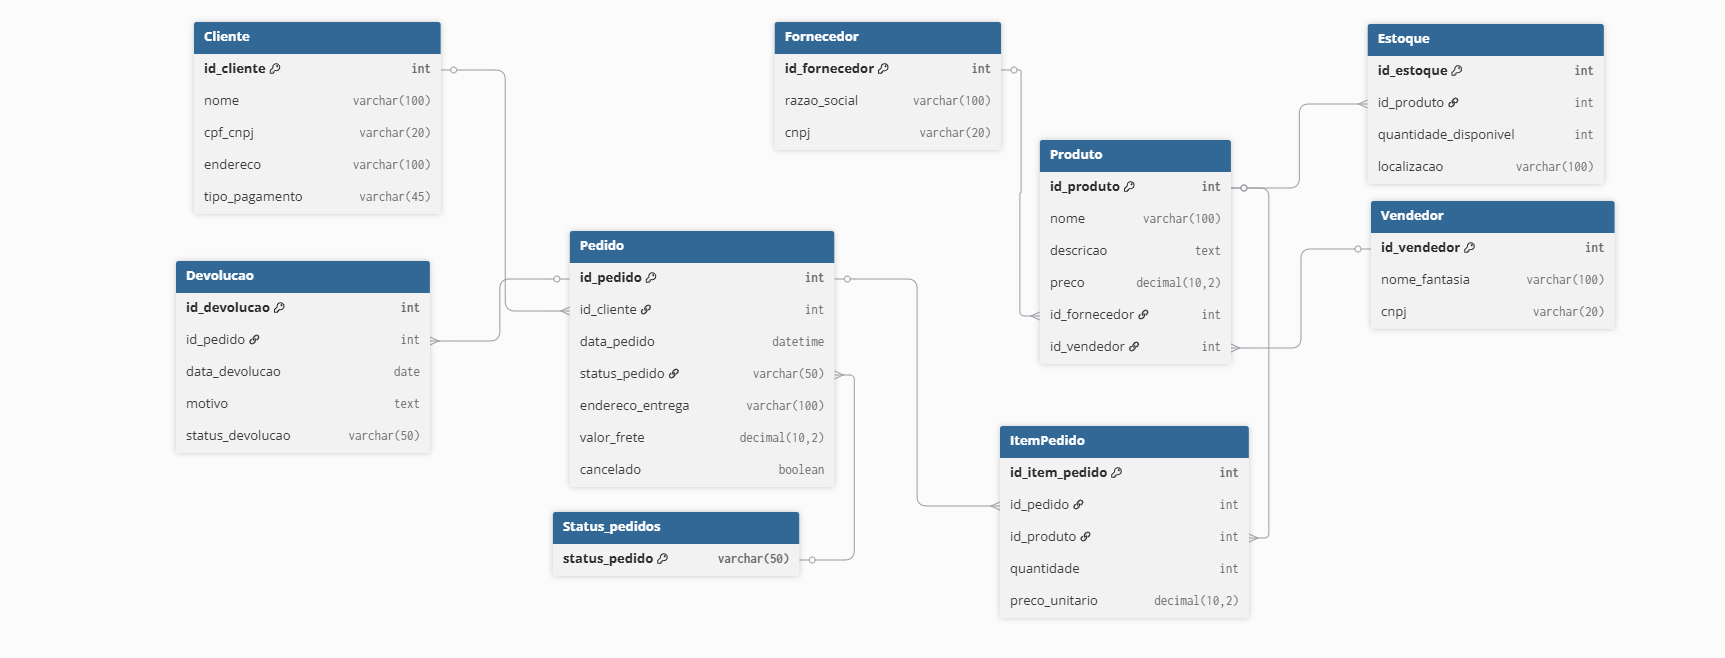 Cliente
id_cliente int
nome varchar(100)
cpf_cnpj varchar(20)
endereco varchar(100)
tipo_pagamento varchar(45)
Fornecedor
id_fornecedor int
razao_social varchar(100)
cnpj varchar(20)
Estoque
id_estoque int
id_produto int
quantidade_disponivel int
localizacao varchar(100)
Produto
id_produto int
nome varchar(100)
descricao text
preco decimal(10,2)
id_fornecedor int
id_vendedor int
Vendedor
id_vendedor int
nome_fantasia varchar(100)
cnpj varchar(20)
Devolucao
id_devolucao int
id_pedido int
data_devolucao date
motivo text
status_devolucao varchar(50)
Pedido
id_pedido int
id_cliente int
data_pedido datetime
status_pedido varchar(50)
endereco_entrega varchar(100)
valor_frete decimal(10,2)
cancelado boolean
Status_pedidos
status_pedido varchar(50)
ItemPedido
id_item_pedido int
id_pedido int
id_produto int
quantidade int
preco_unitario decimal(10,2)